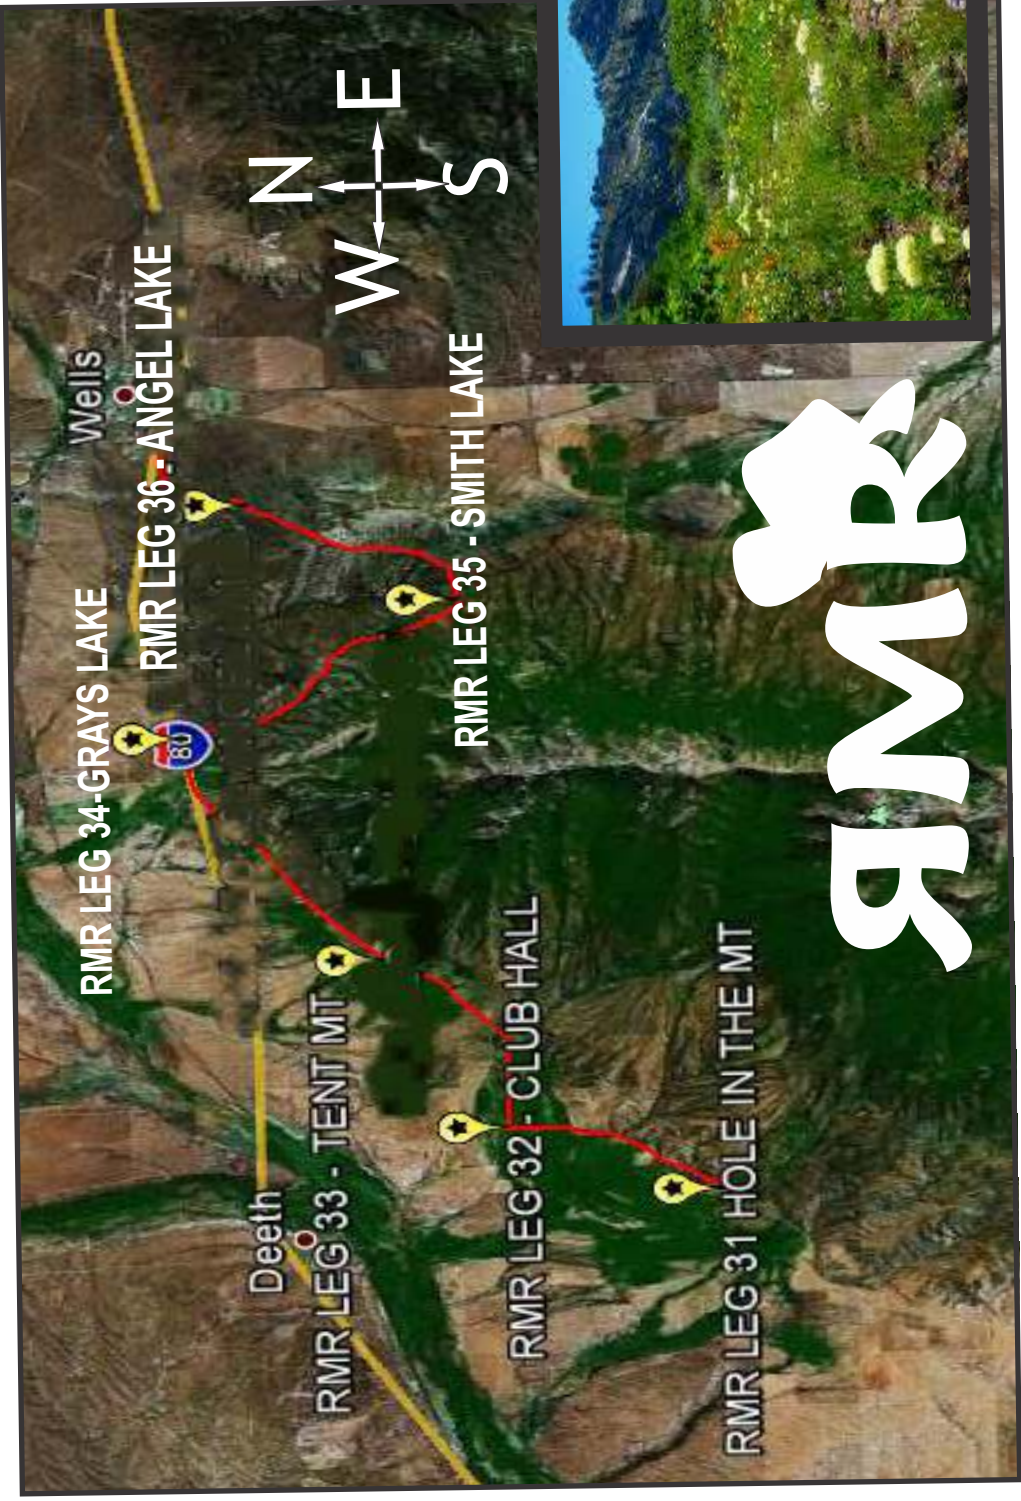 Wells
RMR LEG 34-GRAYS LAKE
RMR LEG 36 - ANGEL LAKE
80
N
W
E
S
Deeth
RMR LEG 33 - TENT MT
RMR LEG 35 - SMITH LAKE
RMR LEG 32 - CLUB HALL
RMR LEG 31 HOLE IN THE MT
RMR